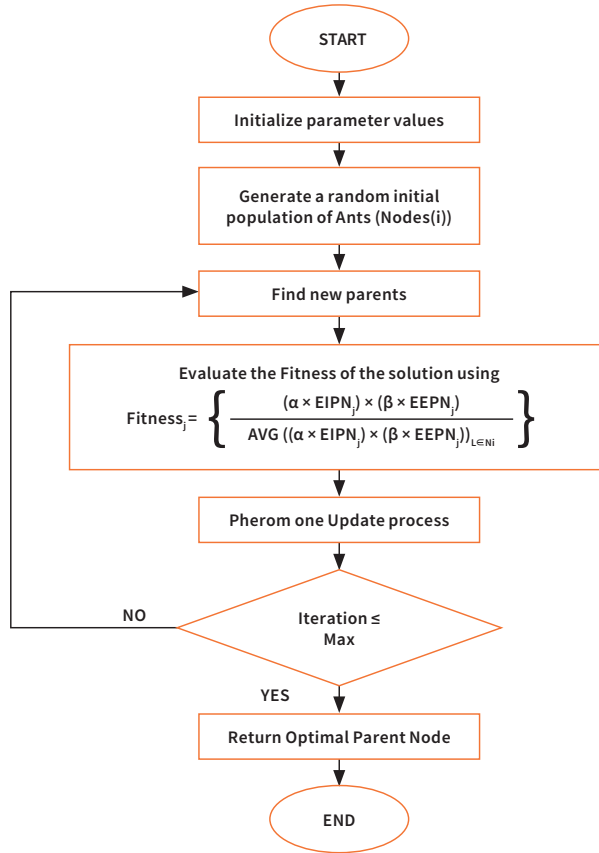 START
Initialize parameter values
Generate a random initial
population of Ants (Nodes(i))
Find new parents
Evaluate the Fitness of the solution using
Fitnessⱼ = { (α × EIPNⱼ) × (β × EEPNⱼ) / AVG ((α × EIPNⱼ) × (β × EEPNⱼ))L∈Ni }
Pherom one Update process
Iteration ≤
Max
NO
YES
Return Optimal Parent Node
END